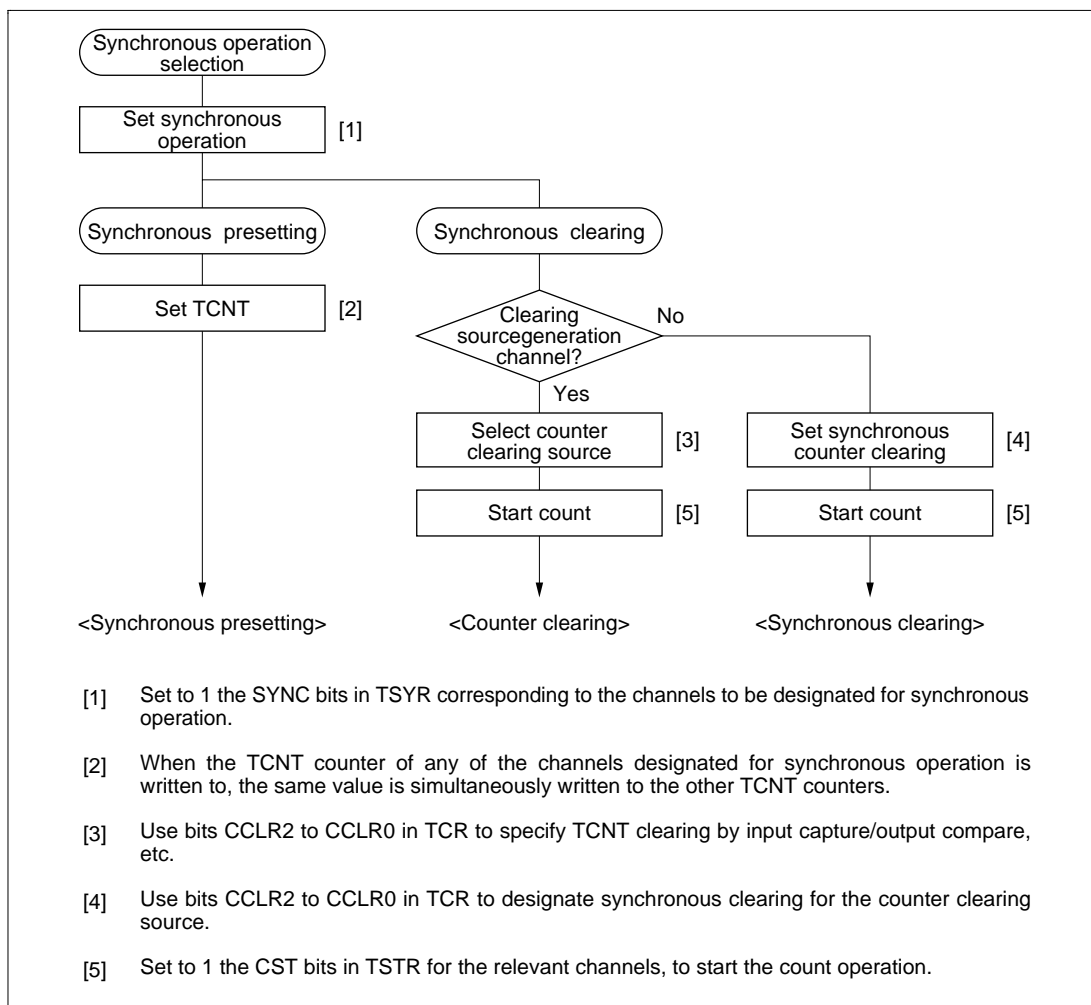 Synchronous operation
selection
Set synchronous
operation
[1]
Synchronous presetting
Synchronous clearing
Set TCNT
[2]
Clearing
sourcegeneration
channel?
No
Yes
Select counter
clearing source
[3]
Set synchronous
counter clearing
[4]
Start count
[5]
Start count
[5]
<Synchronous presetting>
<Counter clearing>
<Synchronous clearing>
[1] Set to 1 the SYNC bits in TSYR corresponding to the channels to be designated for synchronous
operation.
[2] When the TCNT counter of any of the channels designated for synchronous operation is
written to, the same value is simultaneously written to the other TCNT counters.
[3] Use bits CCLR2 to CCLR0 in TCR to specify TCNT clearing by input capture/output compare,
etc.
[4] Use bits CCLR2 to CCLR0 in TCR to designate synchronous clearing for the counter clearing
source.
[5] Set to 1 the CST bits in TSTR for the relevant channels, to start the count operation.